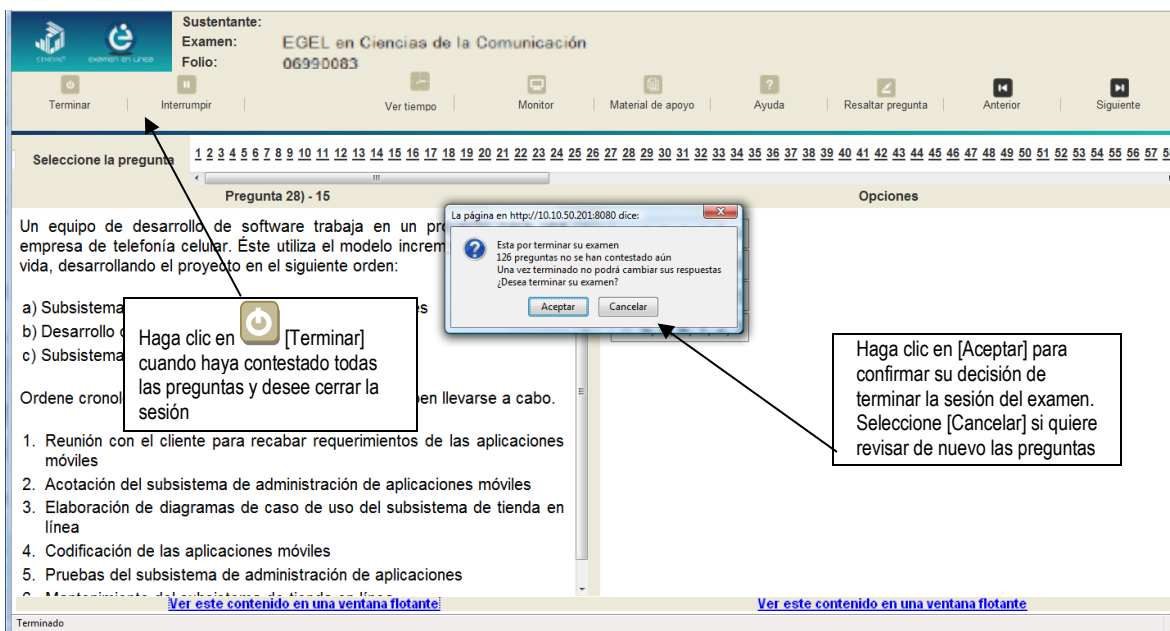 Sustentante:
Examen: EGEL en Ciencias de la Comunicación
Folio: 06990083
CENEVAL®
examen en línea
Terminar
Interrumpir
Ver tiempo
Monitor
Material de apoyo
Ayuda
Resaltar pregunta
Anterior
Siguiente
Seleccione la pregunta
1 2 3 4 5 6 7 8 9 10 11 12 13 14 15 16 17 18 19 20 21 22 23 24 25 26 27 28 29 30 31 32 33 34 35 36 37 38 39 40 41 42 43 44 45 46 47 48 49 50 51 52 53 54 55 56 57
Pregunta 28) - 15
Opciones
Un equipo de desarrollo de software trabaja en un
empresa de telefonía celular. Éste utiliza el modelo
vida, desarrollando el proyecto en el siguiente orden:
a) Subsistema
b) Desarrollo
c) Subsistema
Ordene
llevarse a cabo.
1. Reunión con el cliente para recabar requerimientos de las aplicaciones
móviles
2. Acotación del subsistema de administración de aplicaciones móviles
3. Elaboración de diagramas de caso de uso del subsistema de tienda en
línea
4. Codificación de las aplicaciones móviles
5. Pruebas del subsistema de administración de aplicaciones
La página en http://10.10.50.201:8080 dice:
Esta por terminar su examen
126 preguntas no se han contestado aún
Una vez terminado no podrá cambiar sus respuestas
¿Desea terminar su examen?
Aceptar
Cancelar
Haga clic en [Terminar]
cuando haya contestado todas
las preguntas y desee cerrar la
sesión
Haga clic en [Aceptar] para
confirmar su decisión de
terminar la sesión del examen.
Seleccione [Cancelar] si quiere
revisar de nuevo las preguntas
Ver este contenido en una ventana flotante
Ver este contenido en una ventana flotante
Terminado